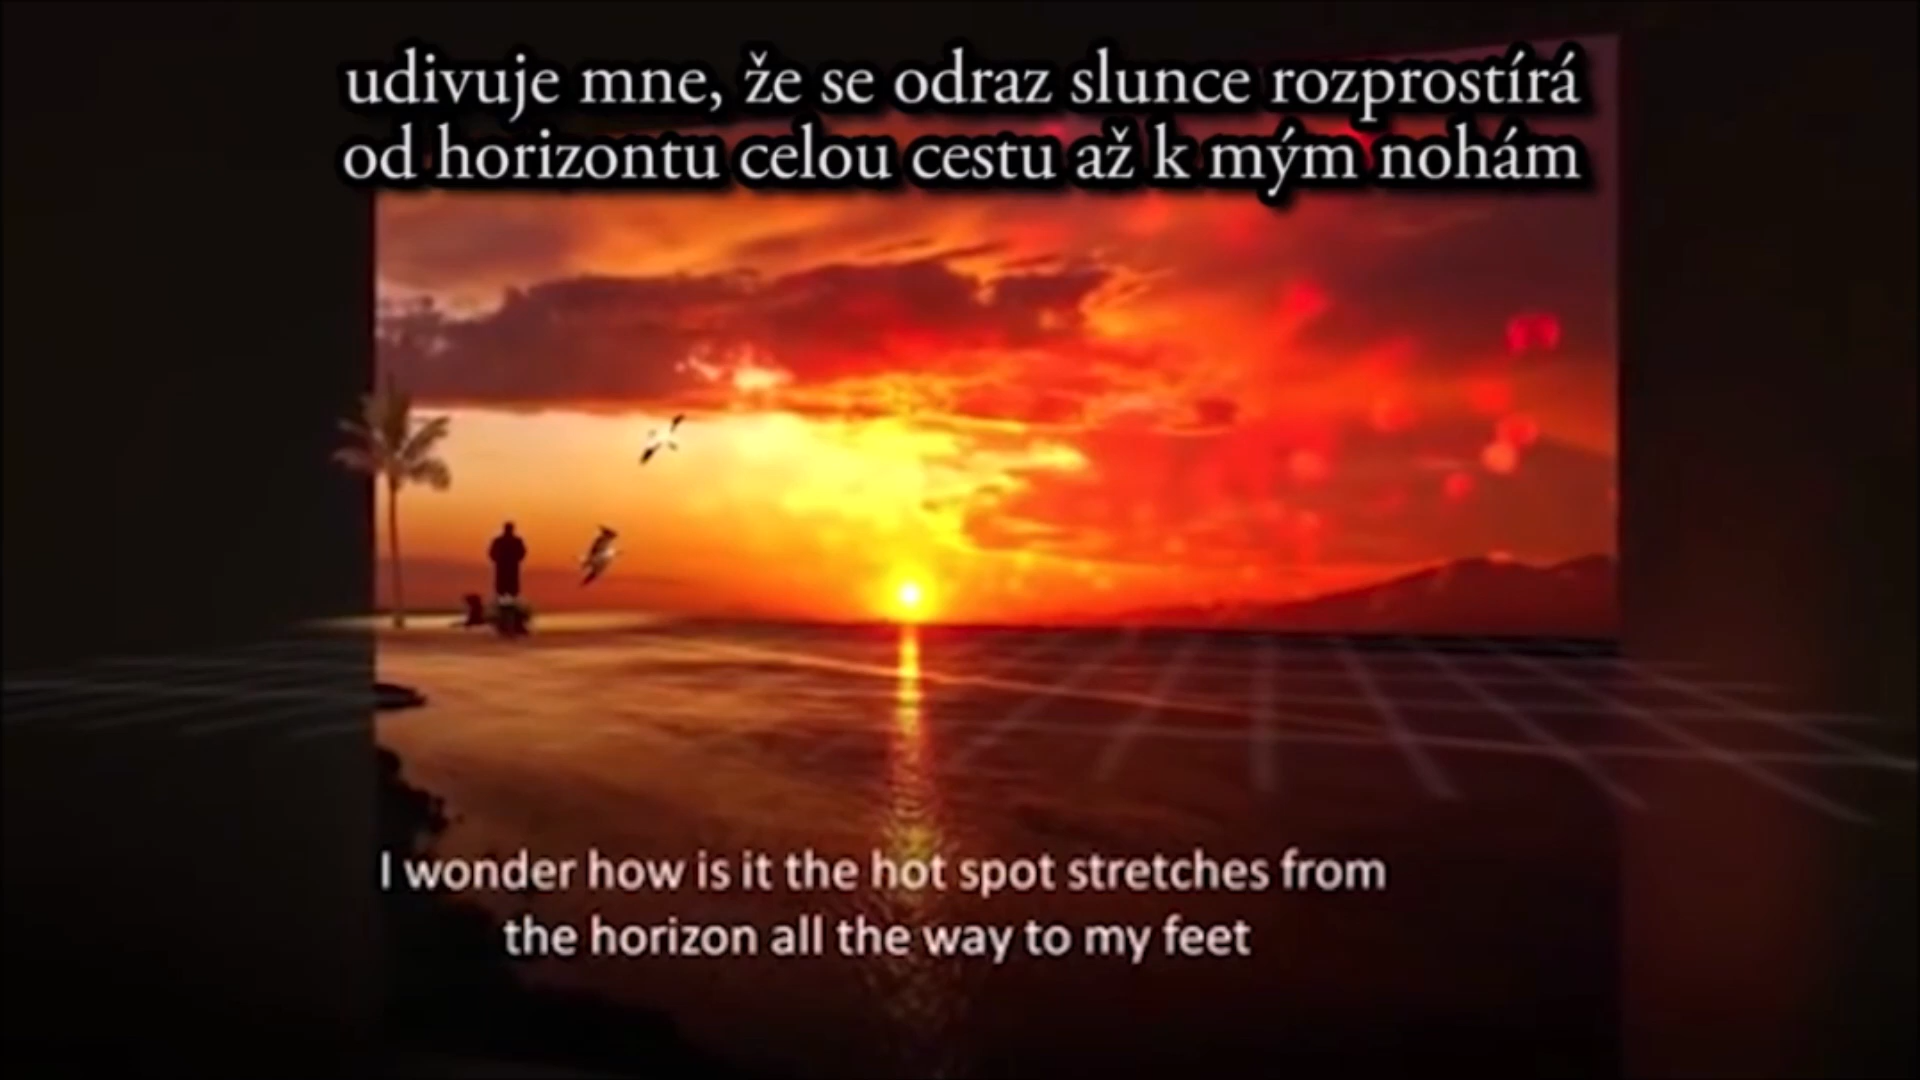 udivuje mne, že se odraz slunce rozprostírá
od horizontu celou cestu až k mým nohám
I wonder how is it the hot spot stretches from
the horizon all the way to my feet